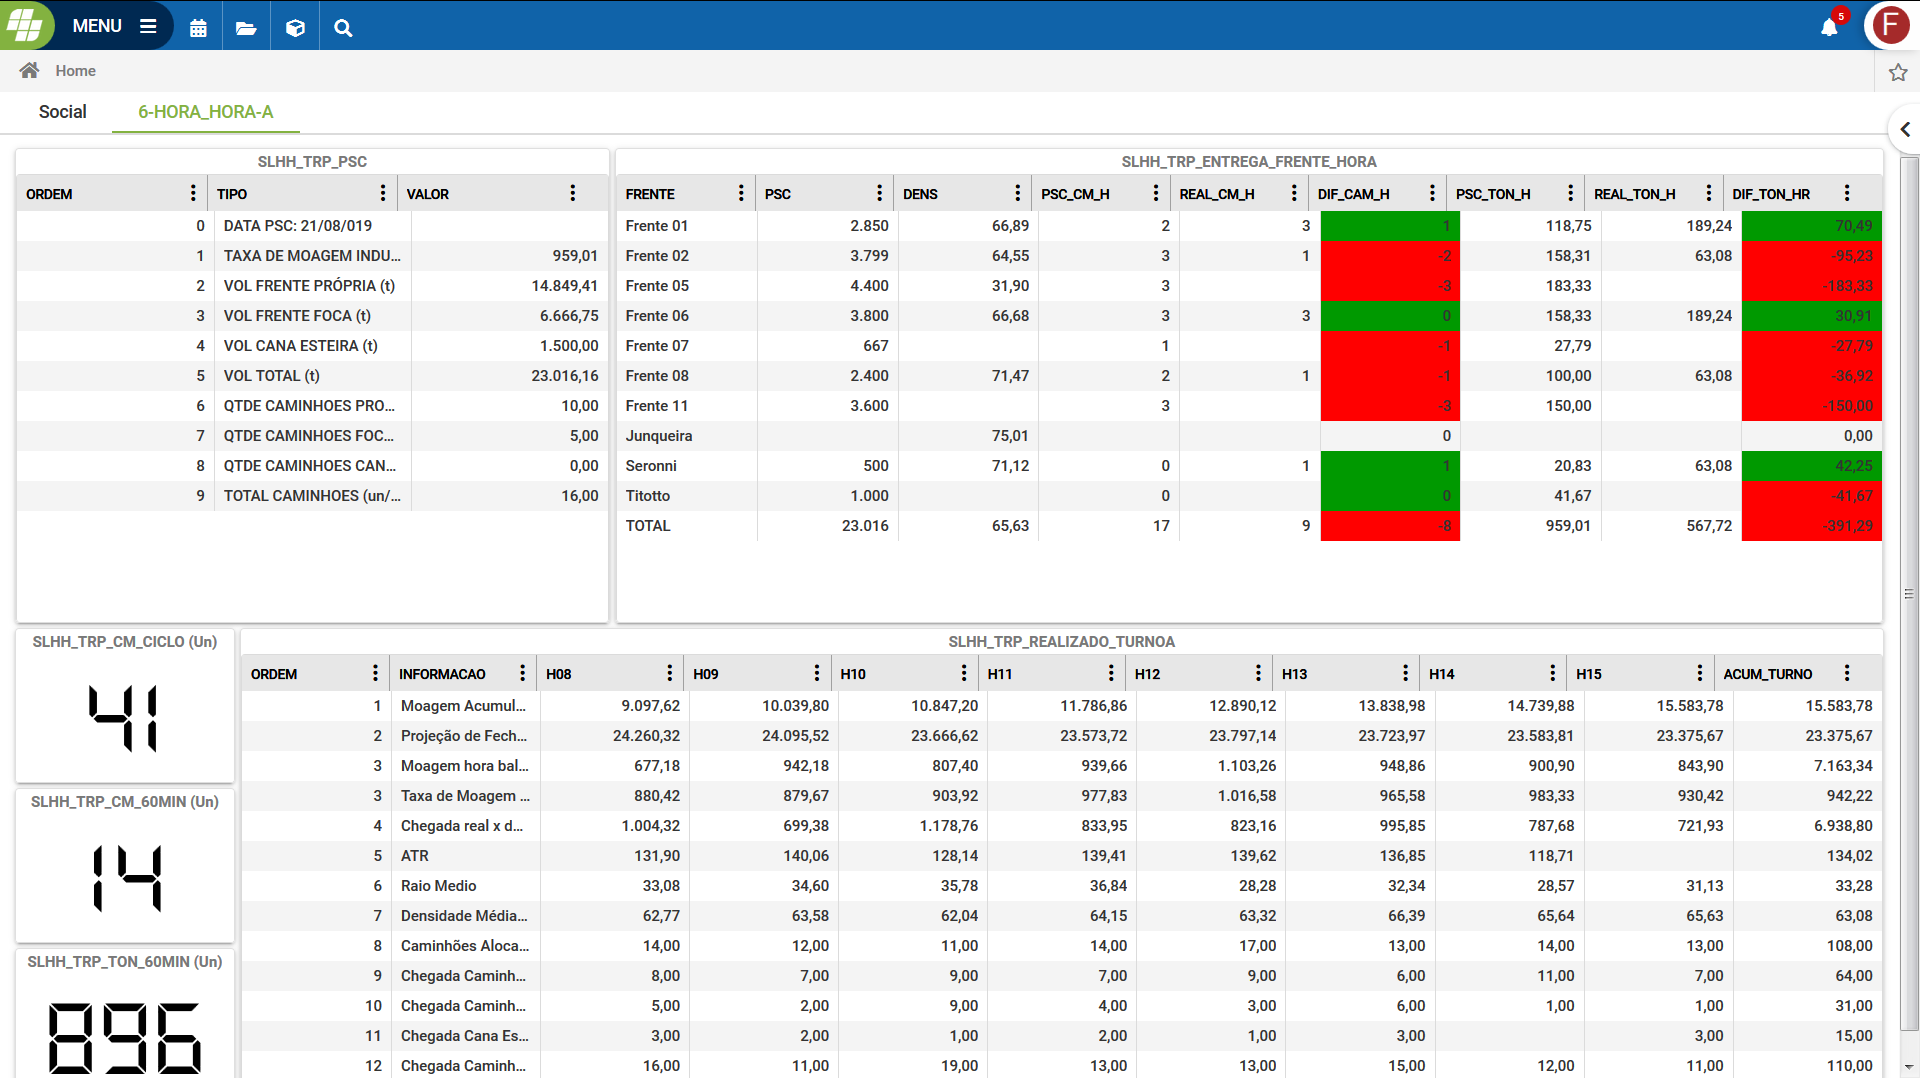 MENU
5
F
Home
Social
6-HORA_HORA-A
SLHH_TRP_PSC
ORDEM TIPO VALOR
0 DATA PSC: 21/08/019
1 TAXA DE MOAGEM INDU... 959,01
2 VOL FRENTE PRÓPRIA (t) 14.849,41
3 VOL FRENTE FOCA (t) 6.666,75
4 VOL CANA ESTEIRA (t) 1.500,00
5 VOL TOTAL (t) 23.016,16
6 QTDE CAMINHOES PRO... 10,00
7 QTDE CAMINHOES FOC... 5,00
8 QTDE CAMINHOES CAN... 0,00
9 TOTAL CAMINHOES (un/... 16,00
SLHH_TRP_ENTREGA_FRENTE_HORA
FRENTE PSC DENS PSC_CM_H REAL_CM_H DIF_CAM_H PSC_TON_H REAL_TON_H DIF_TON_HR
Frente 01 2.850 66,89 2 3 1 118,75 189,24 70,49
Frente 02 3.799 64,55 3 1 -2 158,31 63,08 -95,23
Frente 05 4.400 31,90 3 -3 183,33 -183,33
Frente 06 3.800 66,68 3 3 0 158,33 189,24 30,91
Frente 07 667 1 -1 27,79 -27,79
Frente 08 2.400 71,47 2 1 -1 100,00 63,08 -36,92
Frente 11 3.600 3 -3 150,00 -150,00
Junqueira 75,01 0 0,00
Seronni 500 71,12 0 1 1 20,83 63,08 42,25
Titotto 1.000 0 0 41,67 -41,67
TOTAL 23.016 65,63 17 9 -8 959,01 567,72 -391,29
SLHH_TRP_CM_CICLO (Un)
41
SLHH_TRP_CM_60MIN (Un)
14
SLHH_TRP_TON_60MIN (Un)
896
SLHH_TRP_REALIZADO_TURNOA
ORDEM INFORMACAO H08 H09 H10 H11 H12 H13 H14 H15 ACUM_TURNO
1 Moagem Acumul... 9.097,62 10.039,80 10.847,20 11.786,86 12.890,12 13.838,98 14.739,88 15.583,78 15.583,78
2 Projeção de Fech... 24.260,32 24.095,52 23.666,62 23.573,72 23.797,14 23.723,97 23.583,81 23.375,67 23.375,67
3 Moagem hora bal... 677,18 942,18 807,40 939,66 1.103,26 948,86 900,90 843,90 7.163,34
3 Taxa de Moagem ... 880,42 879,67 903,92 977,83 1.016,58 965,58 983,33 930,42 942,22
4 Chegada real x d... 1.004,32 699,38 1.178,76 833,95 823,16 995,85 787,68 721,93 6.938,80
5 ATR 131,90 140,06 128,14 139,41 139,62 136,85 118,71 134,02
6 Raio Medio 33,08 34,60 35,78 36,84 28,28 32,34 28,57 31,13 33,28
7 Densidade Média... 62,77 63,58 62,04 64,15 63,32 66,39 65,64 65,63 63,08
8 Caminhões Aloca... 14,00 12,00 11,00 14,00 17,00 13,00 14,00 13,00 108,00
9 Chegada Caminh... 8,00 7,00 9,00 7,00 9,00 6,00 11,00 7,00 64,00
10 Chegada Caminh... 5,00 2,00 9,00 4,00 3,00 6,00 1,00 1,00 31,00
11 Chegada Cana Es... 3,00 2,00 1,00 2,00 1,00 3,00 3,00 15,00
12 Chegada Caminh... 16,00 11,00 19,00 13,00 13,00 15,00 12,00 11,00 110,00